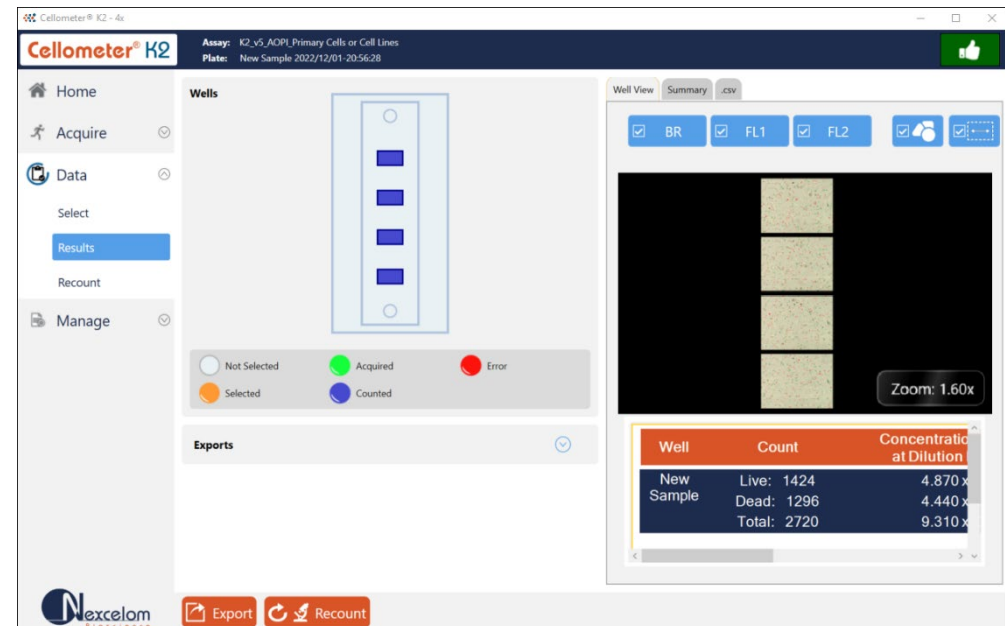 Cellometer® K2 - 4x
Cellometer® K2
Assay: K2_v5_AOPI_Primary Cells or Cell Lines
Plate: New Sample 2022/12/01-20:56:28
Home
Acquire
Data
Select
Results
Recount
Manage
Wells
Not Selected
Acquired
Error
Selected
Counted
Exports
Well View
Summary
.csv
BR
FL1
FL2
Zoom: 1.60x
Well Count Concentratio
at Dilution
New Live: 1424 4.870 x
Sample Dead: 1296 4.440 x
Total: 2720 9.310 x
Nexcelom
Export
Recount